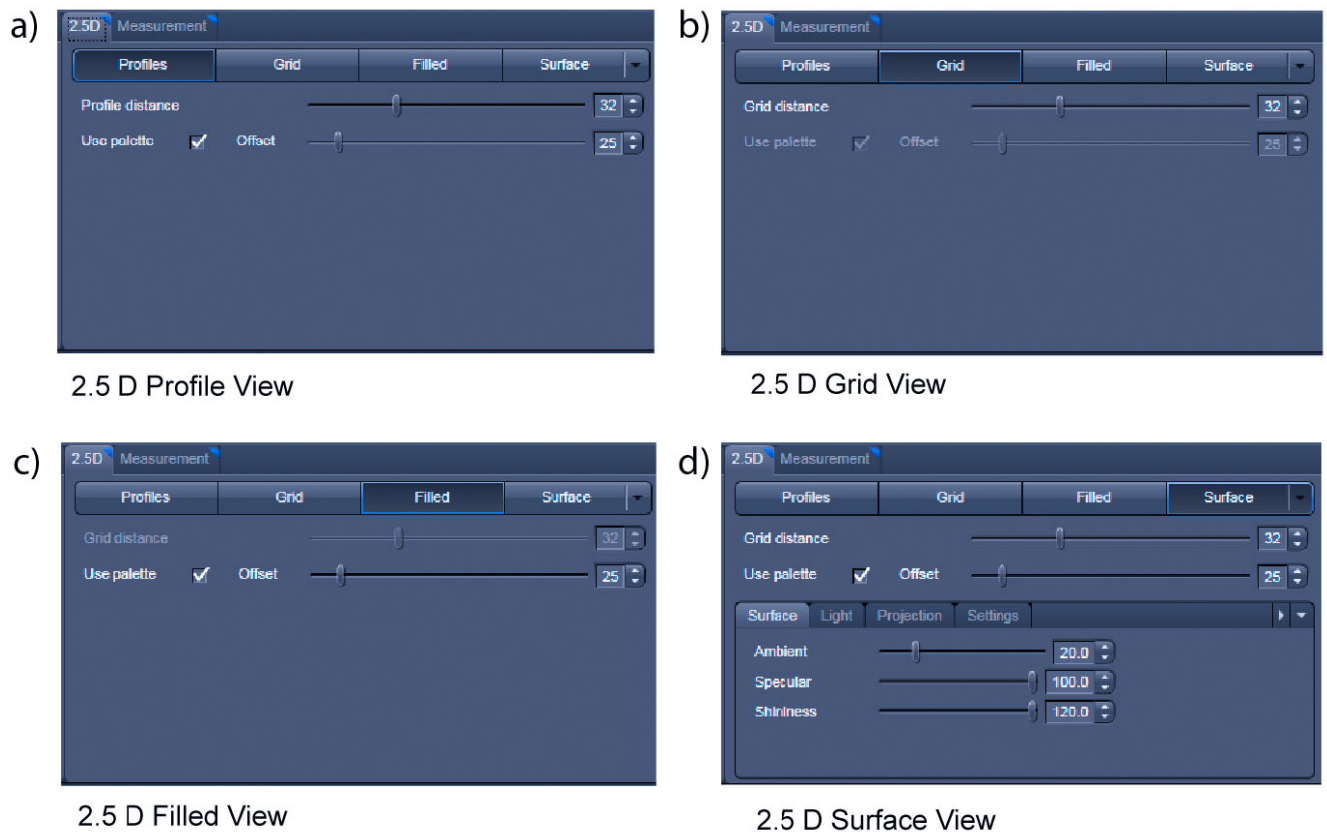 a)
2.5D Measurement
Profiles Grid Filled Surface
Profile distance 32
Use palette Offset 25
2.5 D Profile View
b)
2.5D Measurement
Profiles Grid Filled Surface
Grid distance 32
Use palette Offset 25
2.5 D Grid View
c)
2.5D Measurement
Profiles Grid Filled Surface
Grid distance 32
Use palette Offset 25
2.5 D Filled View
d)
2.5D Measurement
Profiles Grid Filled Surface
Grid distance 32
Use palette Offset 25
Surface Light Projection Settings
Ambient 20.0
Specular 100.0
Shininess 120.0
2.5 D Surface View